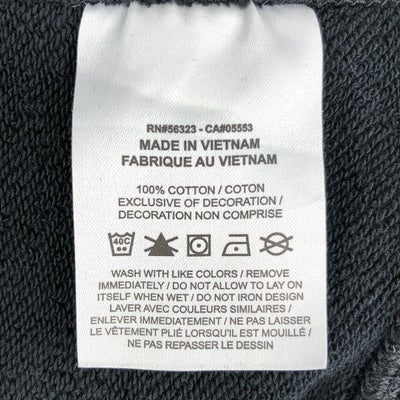 RN#56323 - CA#05553
MADE IN VIETNAM
FABRIQUE AU VIETNAM
100% COTTON / COTON
EXCLUSIVE OF DECORATION /
DECORATION NON COMPRISE
40C
WASH WITH LIKE COLORS / REMOVE
IMMEDIATELY / DO NOT ALLOW TO LAY ON
ITSELF WHEN WET / DO NOT IRON DESIGN
LAVER AVEC COULEURS SIMILAIRES /
ENLEVER IMMEDIATEMENT / NE PAS LAISSER
LE VÊTEMENT PLIÉ LORSQU'IL EST MOUILLÉ /
NE PAS REPASSER LE DESSIN